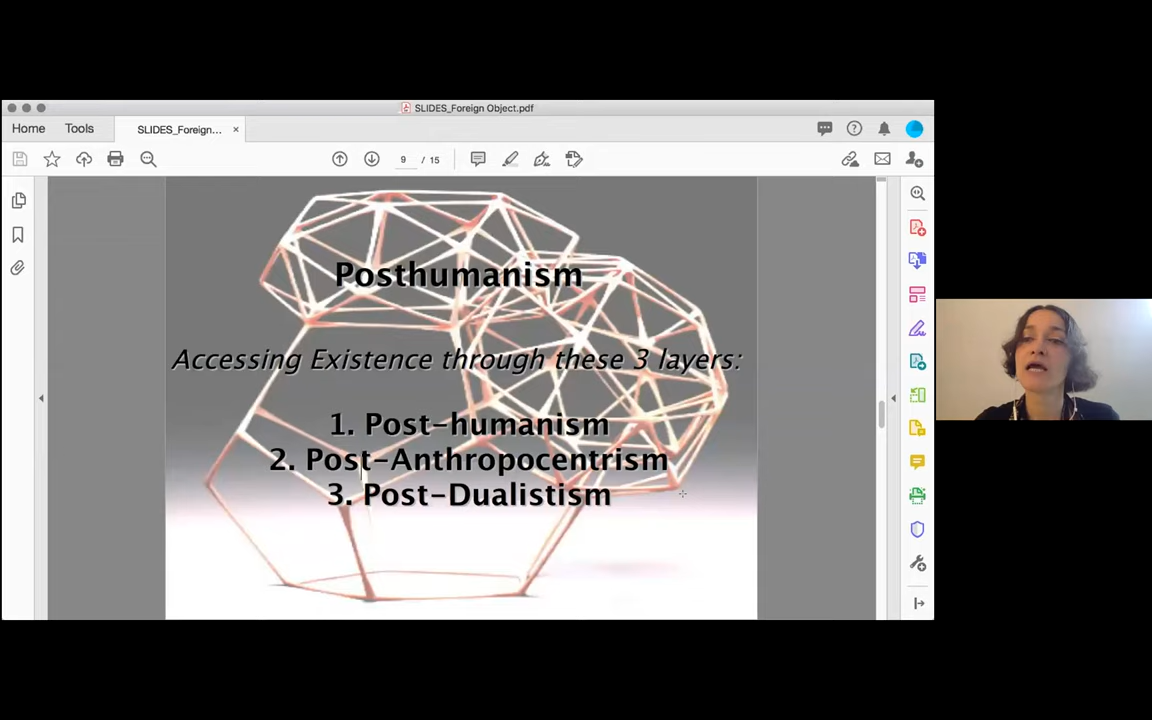 SLIDES_Foreign Object.pdf
Home
Tools
SLIDES_Foreign...
9 / 15
Posthumanism
Accessing Existence through these 3 layers:
1. Post-humanism
2. Post-Anthropocentrism
3. Post-Dualistism